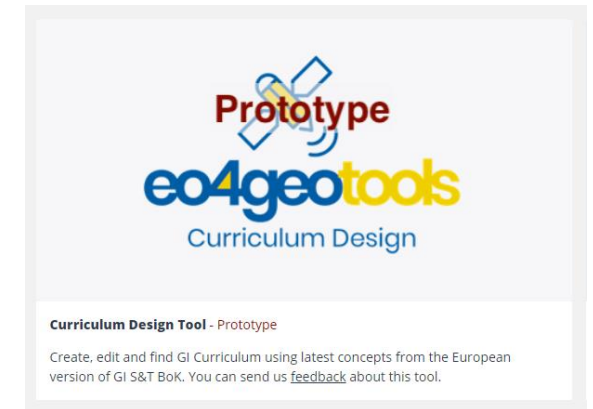 Prototype
eo4geotools
Curriculum Design
Curriculum Design Tool - Prototype
Create, edit and find GI Curriculum using latest concepts from the European
version of GI S&T BoK. You can send us feedback about this tool.